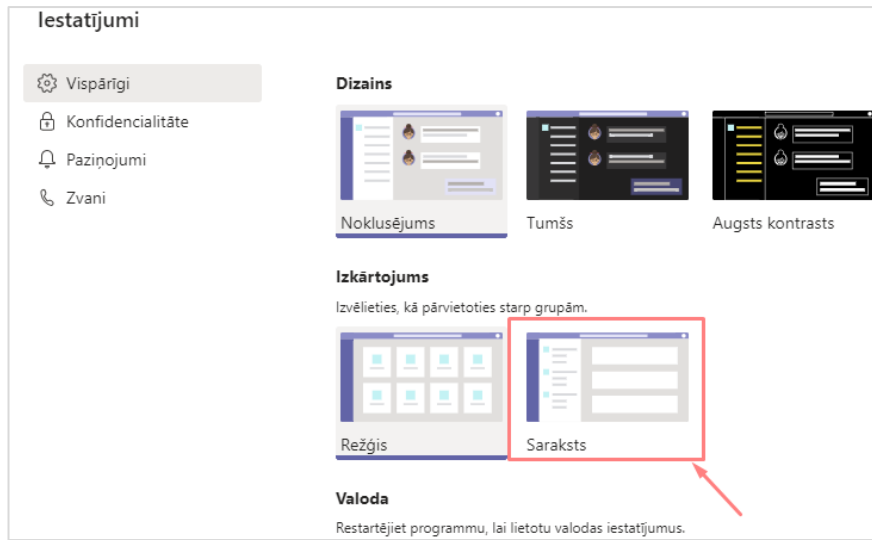 Iestatījumi
Vispārīgi
Konfidencialitāte
Paziņojumi
Zvani
Dizains
Noklusējums
Tumšs
Augsts kontrasts
Izkārtojums
Izvēlieties, kā pārvietoties starp grupām.
Režģis
Saraksts
Valoda
Restartējiet programmu, lai lietotu valodas iestatījumus.